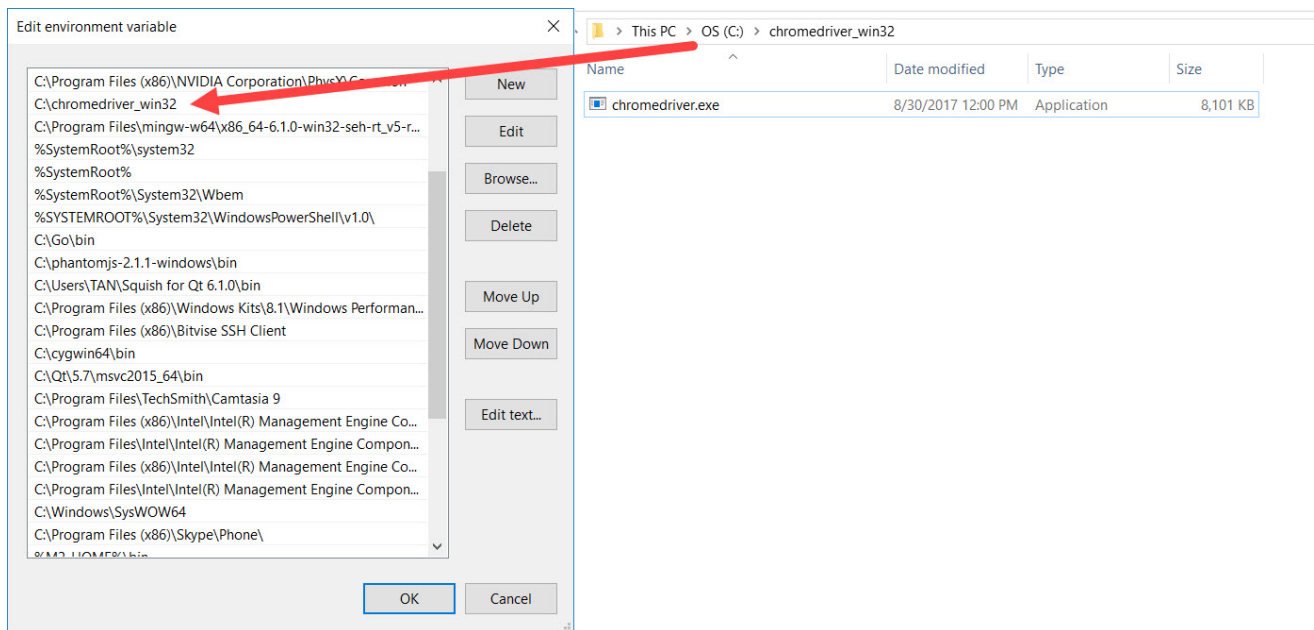 Edit environment variable
C:\Program Files (x86)\NVIDIA Corporation\PhysX\Common
C:\chromedriver_win32
C:\Program Files\mingw-w64\x86_64-6.1.0-win32-seh-rt_v5-r...
%SystemRoot%\system32
%SystemRoot%
%SystemRoot%\System32\Wbem
%SYSTEMROOT%\System32\WindowsPowerShell\v1.0\
C:\Go\bin
C:\phantomjs-2.1.1-windows\bin
C:\Users\TAN\Squish for Qt 6.1.0\bin
C:\Program Files (x86)\Windows Kits\8.1\Windows Performan...
C:\Program Files (x86)\Bitvise SSH Client
C:\cygwin64\bin
C:\Qt\5.7\msvc2015_64\bin
C:\Program Files\TechSmith\Camtasia 9
C:\Program Files (x86)\Intel\Intel(R) Management Engine Co...
C:\Program Files\Intel\Intel(R) Management Engine Compon...
C:\Program Files (x86)\Intel\Intel(R) Management Engine Co...
C:\Program Files\Intel\Intel(R) Management Engine Compon...
C:\Windows\SysWOW64
C:\Program Files (x86)\Skype\Phone\
%M2_HOME%\bin
New
Edit
Browse...
Delete
Move Up
Move Down
Edit text...
OK
Cancel
This PC > OS (C:) > chromedriver_win32
Name Date modified Type Size
chromedriver.exe 8/30/2017 12:00 PM Application 8,101 KB